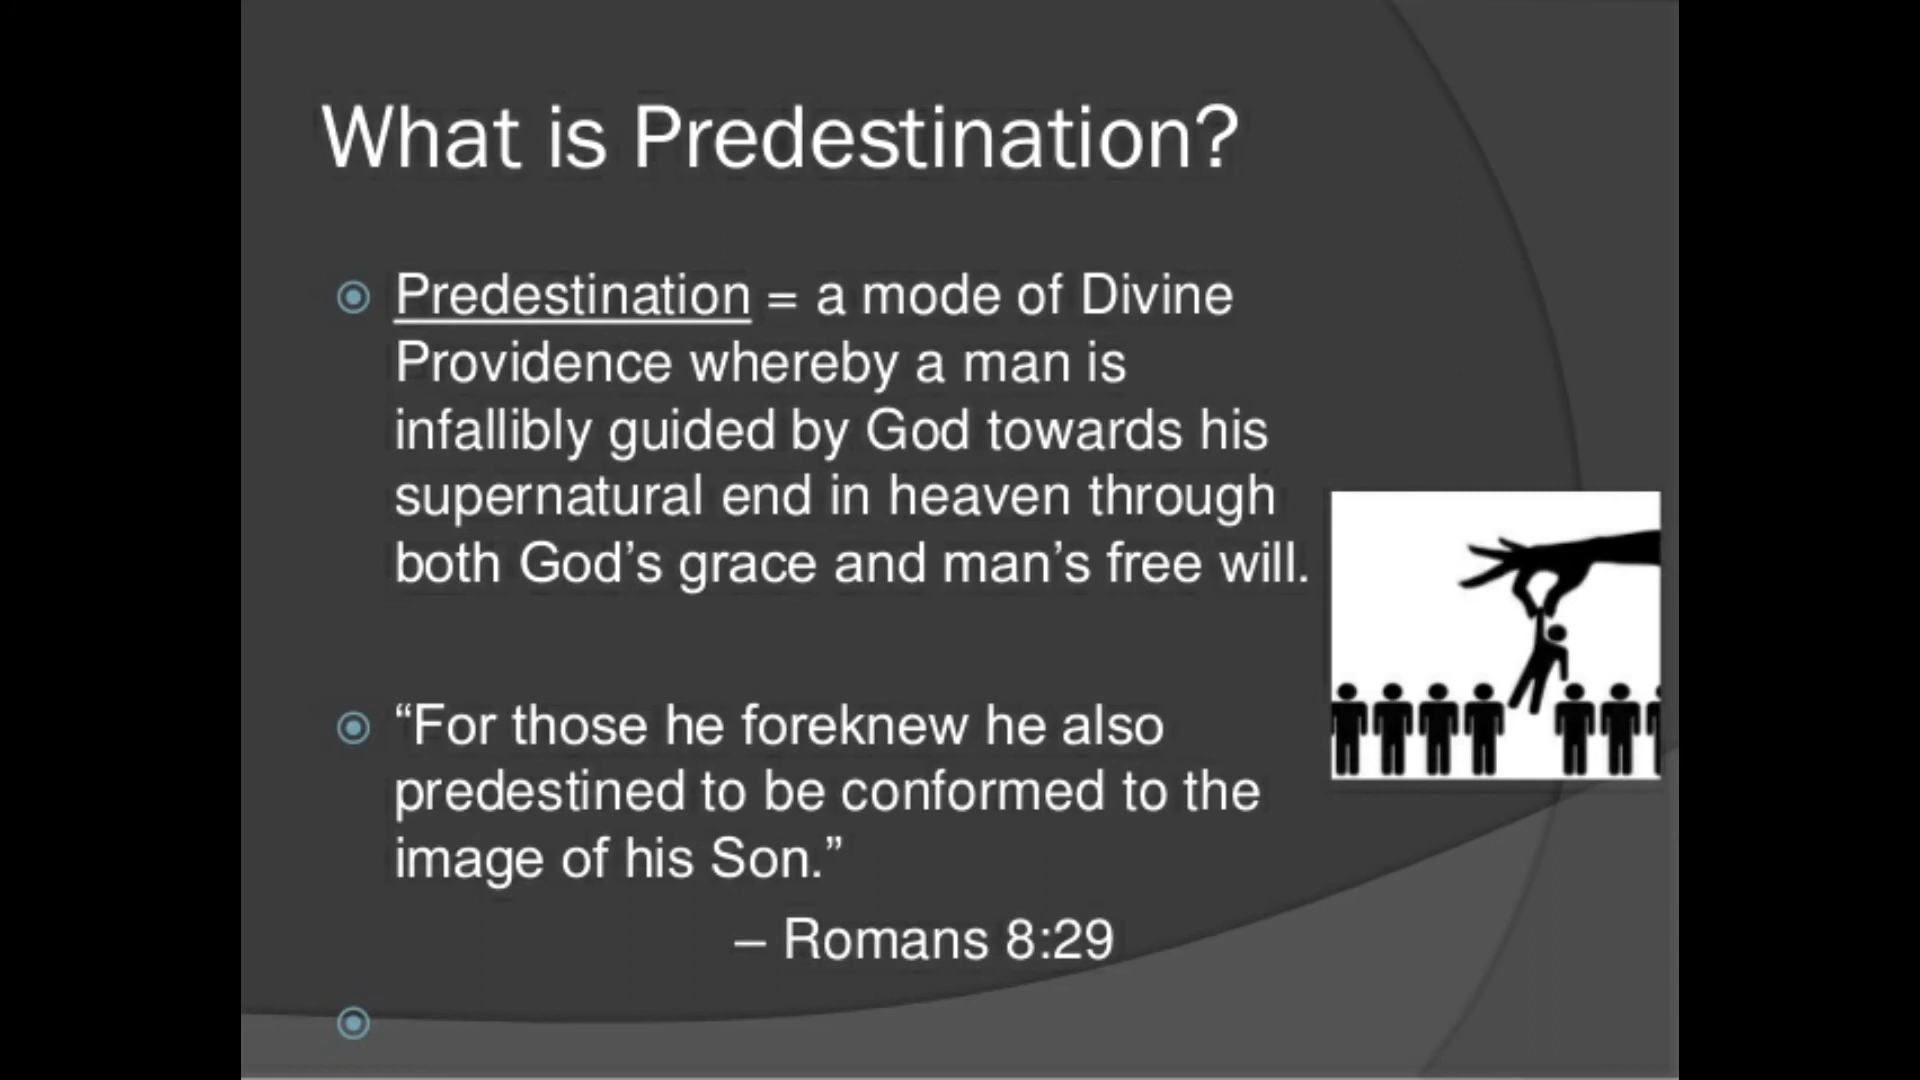 What is Predestination?
Predestination = a mode of Divine
Providence whereby a man is
infallibly guided by God towards his
supernatural end in heaven through
both God’s grace and man’s free will.
“For those he foreknew he also
predestined to be conformed to the
image of his Son.”
– Romans 8:29